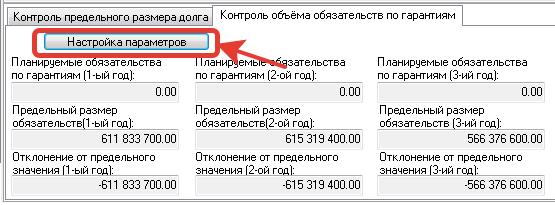 Контроль предельного размера долга Контроль объёма обязательств по гарантиям
Настройка параметров
Планируемые обязательства Планируемые обязательства Планируемые обязательства
по гарантиям (1-ый год): по гарантиям (2-ой год): по гарантиям (3-ий год):
0.00 0.00 0.00
Предельный размер Предельный размер Предельный размер
обязательств(1-ый год): обязательств(2-ой год): обязательств (3-ий год):
611 833 700.00 615 319 400.00 566 376 600.00
Отклонение от предельного Отклонение от предельного Отклонение от предельного
значения (1-ый год): значения (2-ой год): значения (3-ий год):
-611 833 700.00 -615 319 400.00 -566 376 600.00